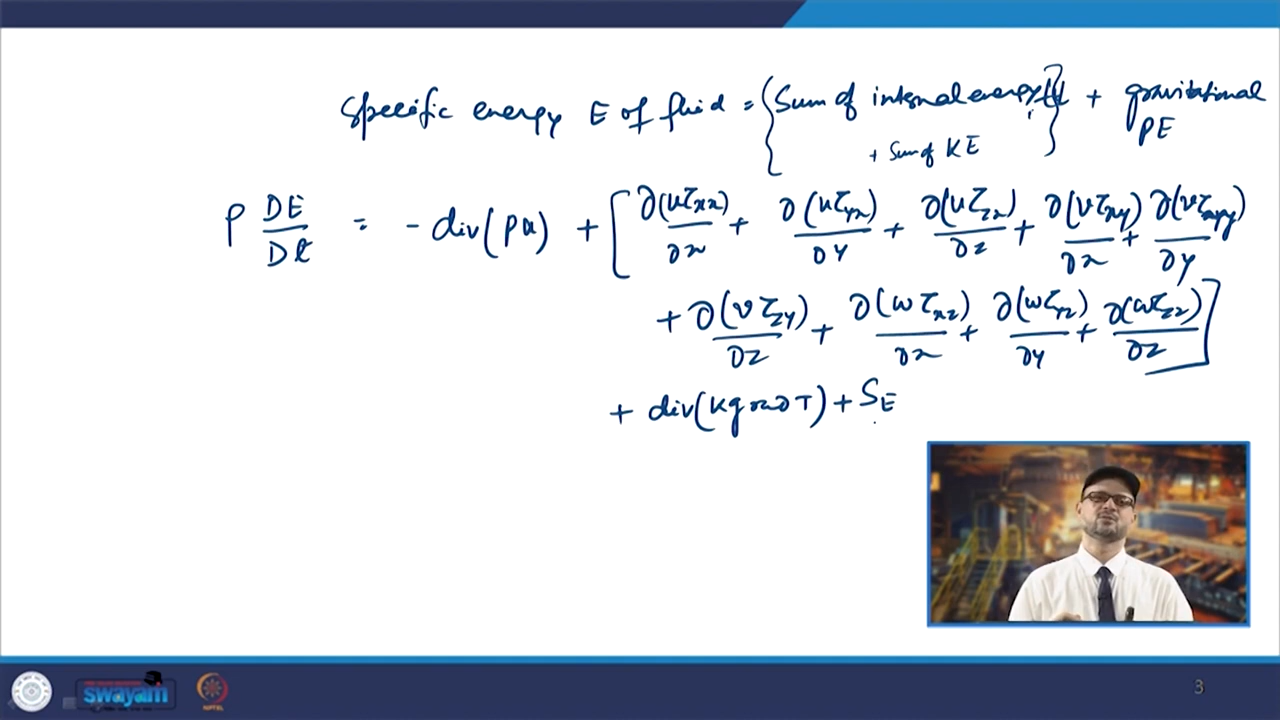 Specific energy E of fluid = { Sum of internal energy } + gravitational
+ Sum of KE PE
ρ DE/Dt = - div(pu) + [ ∂(uτxx)/∂x + ∂(uτyx)/∂y + ∂(uτzx)/∂z + ∂(vτxy)/∂x + ∂(vτyy)/∂y
+ ∂(vτzy)/∂z + ∂(wτxz)/∂x + ∂(wτyz)/∂y + ∂(wτzz)/∂z ]
+ div(K grad T) + SE
swayam
NPTEL
3